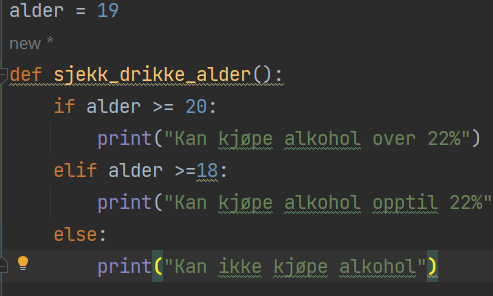 alder = 19
new *
def sjekk_drikke_alder():
    if alder >= 20:
        print("Kan kjøpe alkohol over 22%")
    elif alder >=18:
        print("Kan kjøpe alkohol opptil 22%"
    else:
        print("Kan ikke kjøpe alkohol")